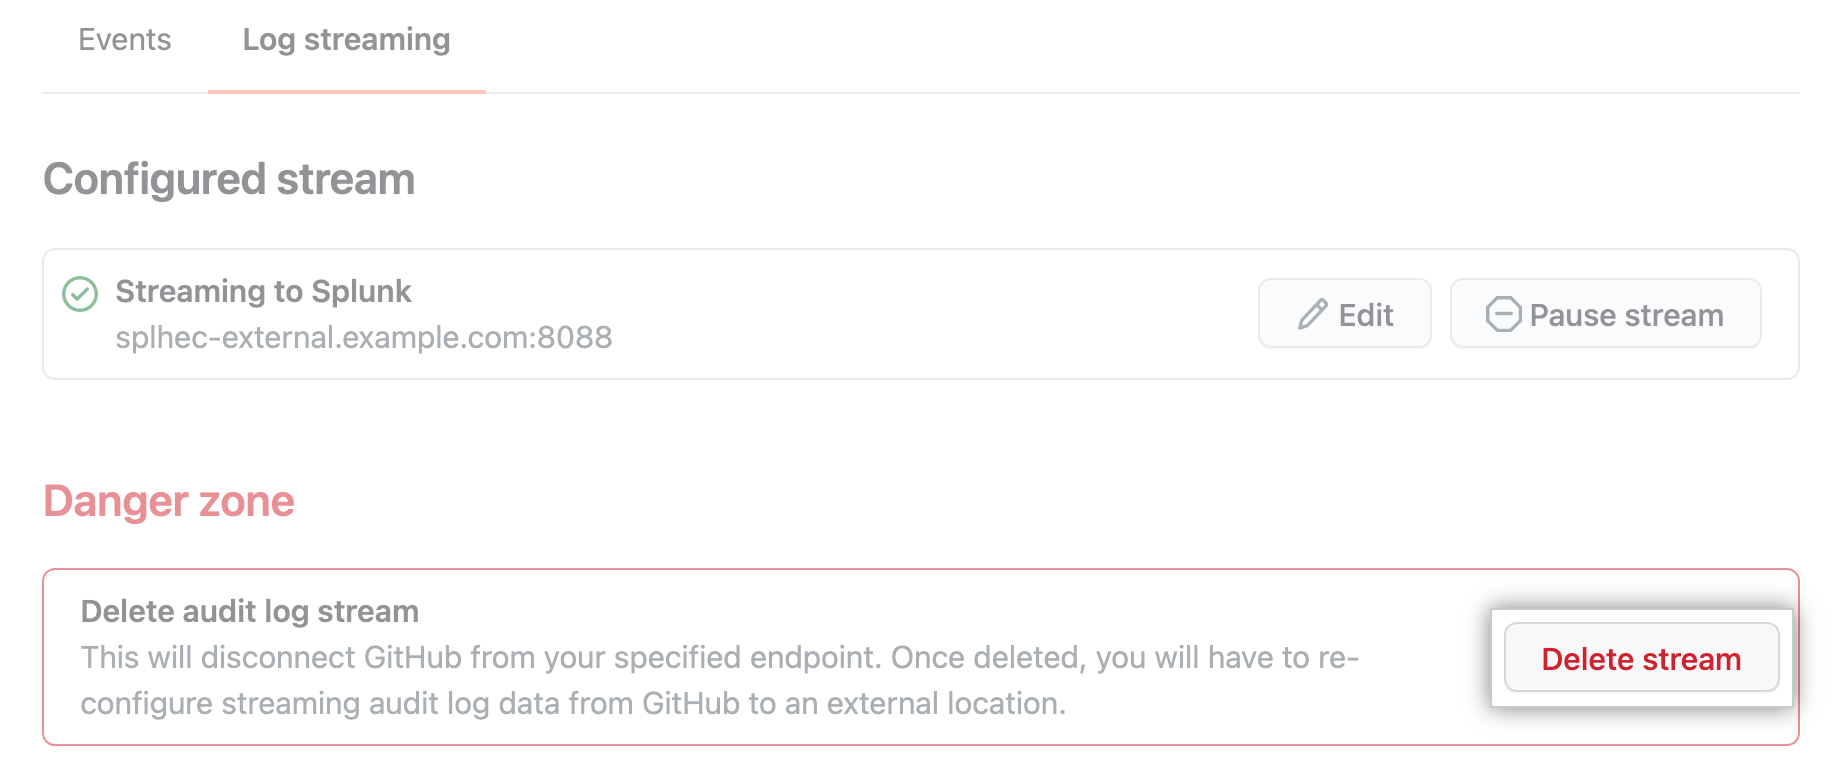 Events Log streaming
Configured stream
Streaming to Splunk
splhec-external.example.com:8088
Edit Pause stream
Danger zone
Delete audit log stream
This will disconnect GitHub from your specified endpoint. Once deleted, you will have to re-
configure streaming audit log data from GitHub to an external location.
Delete stream